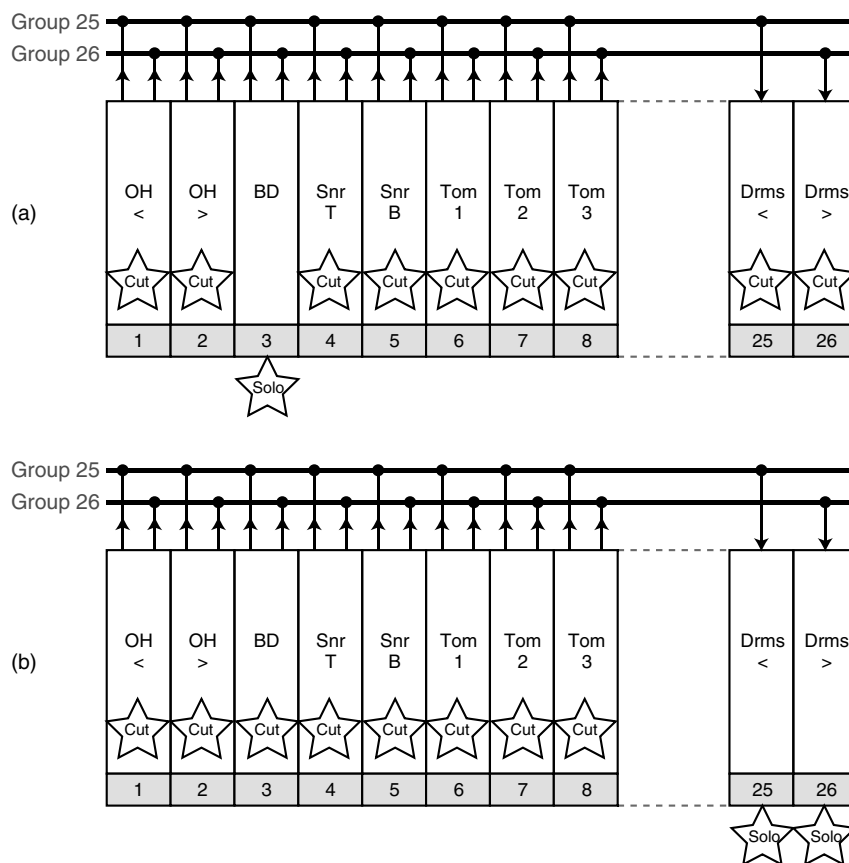 Group 25
Group 26
OH OH BD Snr Snr Tom Tom Tom Drms Drms
(a) < > T B 1 2 3 < >
Cut Cut Cut Cut Cut Cut Cut Cut Cut
1 2 3 4 5 6 7 8 25 26
Solo
Group 25
Group 26
OH OH BD Snr Snr Tom Tom Tom Drms Drms
(b) < > T B 1 2 3 < >
Cut Cut Cut Cut Cut Cut Cut Cut
1 2 3 4 5 6 7 8 25 26
Solo Solo